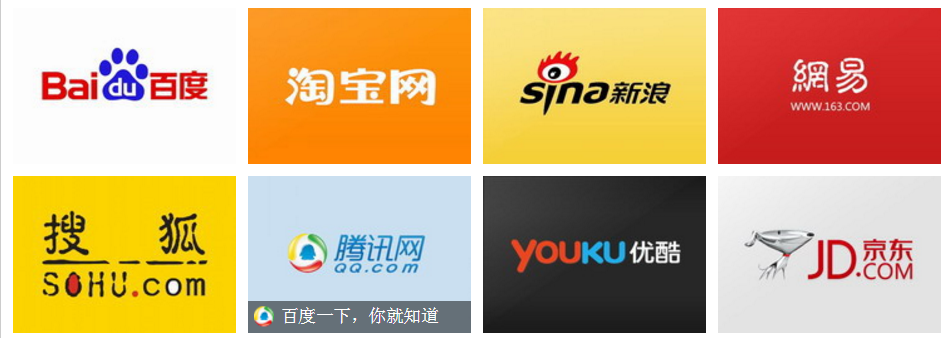 Bai du 百度
淘宝网
sina 新浪
網易
WWW.163.COM
搜 狐
SOHU.com
腾讯网
QQ.com
百度一下，你就知道
YOUKU 优酷
JD.京东
.COM